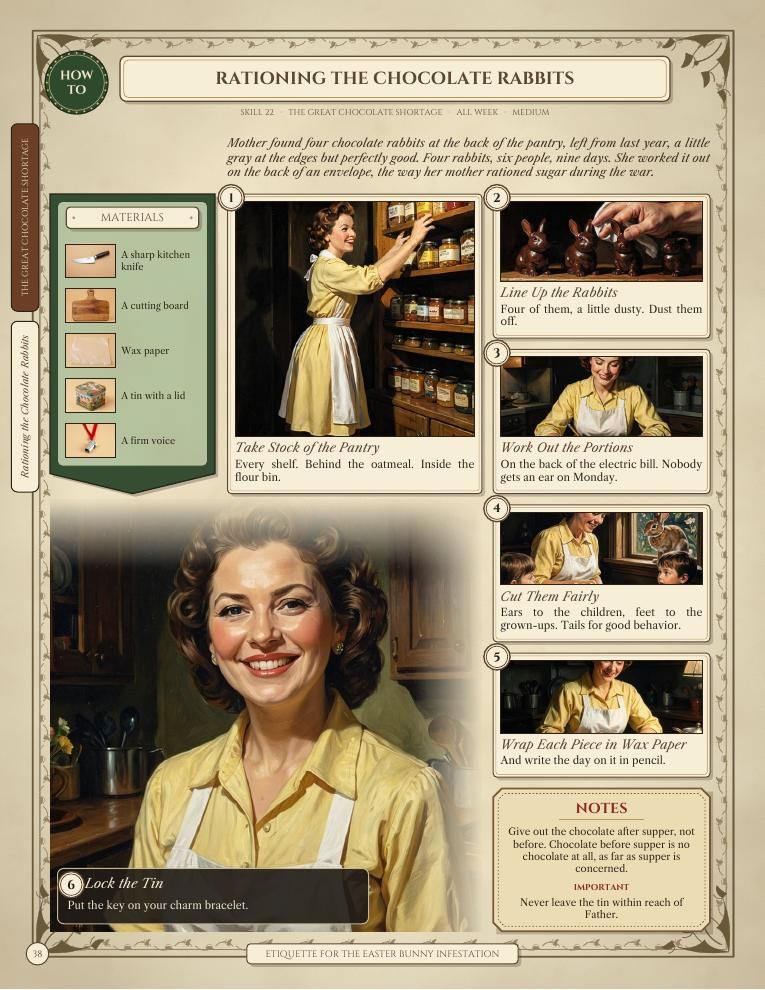 HOW
TO
RATIONING THE CHOCOLATE RABBITS
SKILL 22 · THE GREAT CHOCOLATE SHORTAGE · ALL WEEK · MEDIUM
Mother found four chocolate rabbits at the back of the pantry, left from last year, a little
gray at the edges but perfectly good. Four rabbits, six people, nine days. She worked it out
on the back of an envelope, the way her mother rationed sugar during the war.
THE GREAT CHOCOLATE SHORTAGE
Rationing the Chocolate Rabbits
MATERIALS
A sharp kitchen
knife
A cutting board
Wax paper
A tin with a lid
A firm voice
1
Take Stock of the Pantry
Every shelf. Behind the oatmeal. Inside the
flour bin.
2
Line Up the Rabbits
Four of them, a little dusty. Dust them
off.
3
Work Out the Portions
On the back of the electric bill. Nobody
gets an ear on Monday.
4
Cut Them Fairly
Ears to the children, feet to the
grown-ups. Tails for good behavior.
5
Wrap Each Piece in Wax Paper
And write the day on it in pencil.
6 Lock the Tin
Put the key on your charm bracelet.
NOTES
Give out the chocolate after supper, not
before. Chocolate before supper is no
chocolate at all, as far as supper is
concerned.
IMPORTANT
Never leave the tin within reach of
Father.
38
ETIQUETTE FOR THE EASTER BUNNY INFESTATION